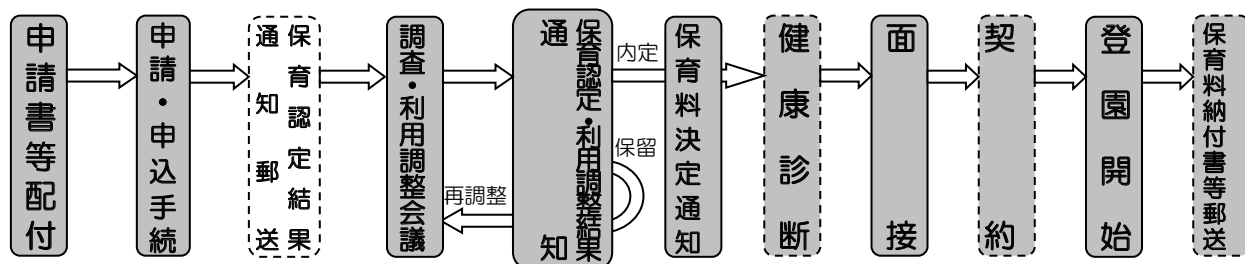 申請書等配付
申請・申込手続
保育認定結果
通知郵送
調査・利用調整会議
保育認定・利用調整結果
通知
内定
保留
再調整
保育料決定通知
健康診断
面接
契約
登園開始
保育料納付書等郵送